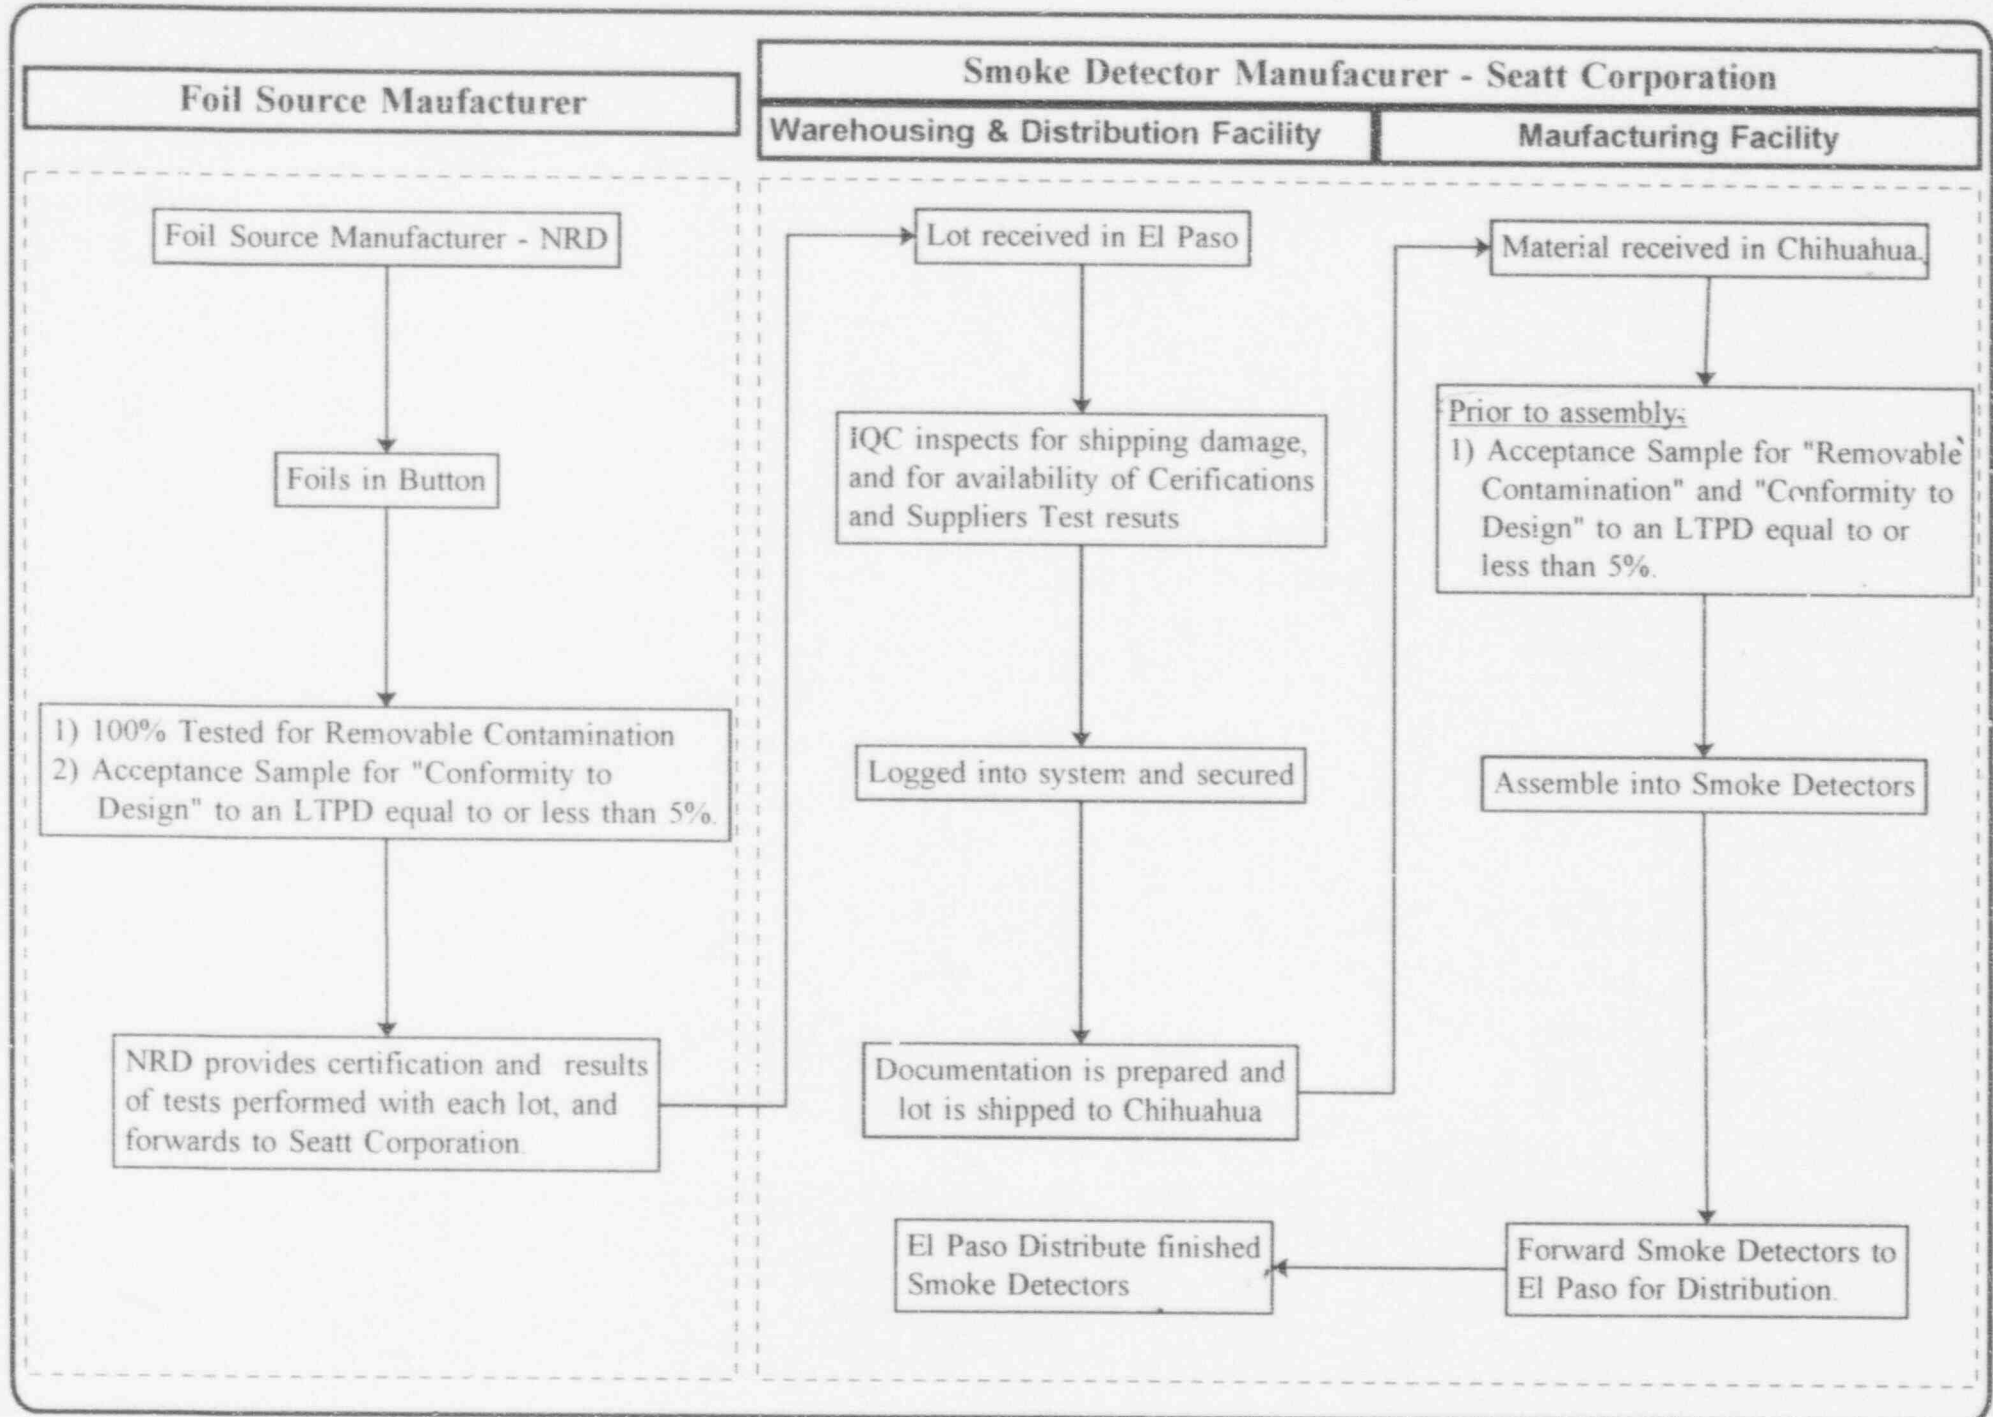 Foil Source Maufacturer
Smoke Detector Manufacurer - Seatt Corporation
Warehousing & Distribution Facility
Maufacturing Facility
Foil Source Manufacturer - NRD
Foils in Button
1) 100% Tested for Removable Contamination
2) Acceptance Sample for "Conformity to
Design" to an LTPD equal to or less than 5%.
NRD provides certification and results
of tests performed with each lot, and
forwards to Seatt Corporation.
Lot received in El Paso
IQC inspects for shipping damage,
and for availability of Cerifications
and Suppliers Test resuts
Logged into system and secured
Documentation is prepared and
lot is shipped to Chihuahua
El Paso Distribute finished
Smoke Detectors
Material received in Chihuahua.
Prior to assembly:
1) Acceptance Sample for "Removable
Contamination" and "Conformity to
Design" to an LTPD equal to or
less than 5%.
Assemble into Smoke Detectors
Forward Smoke Detectors to
El Paso for Distribution.